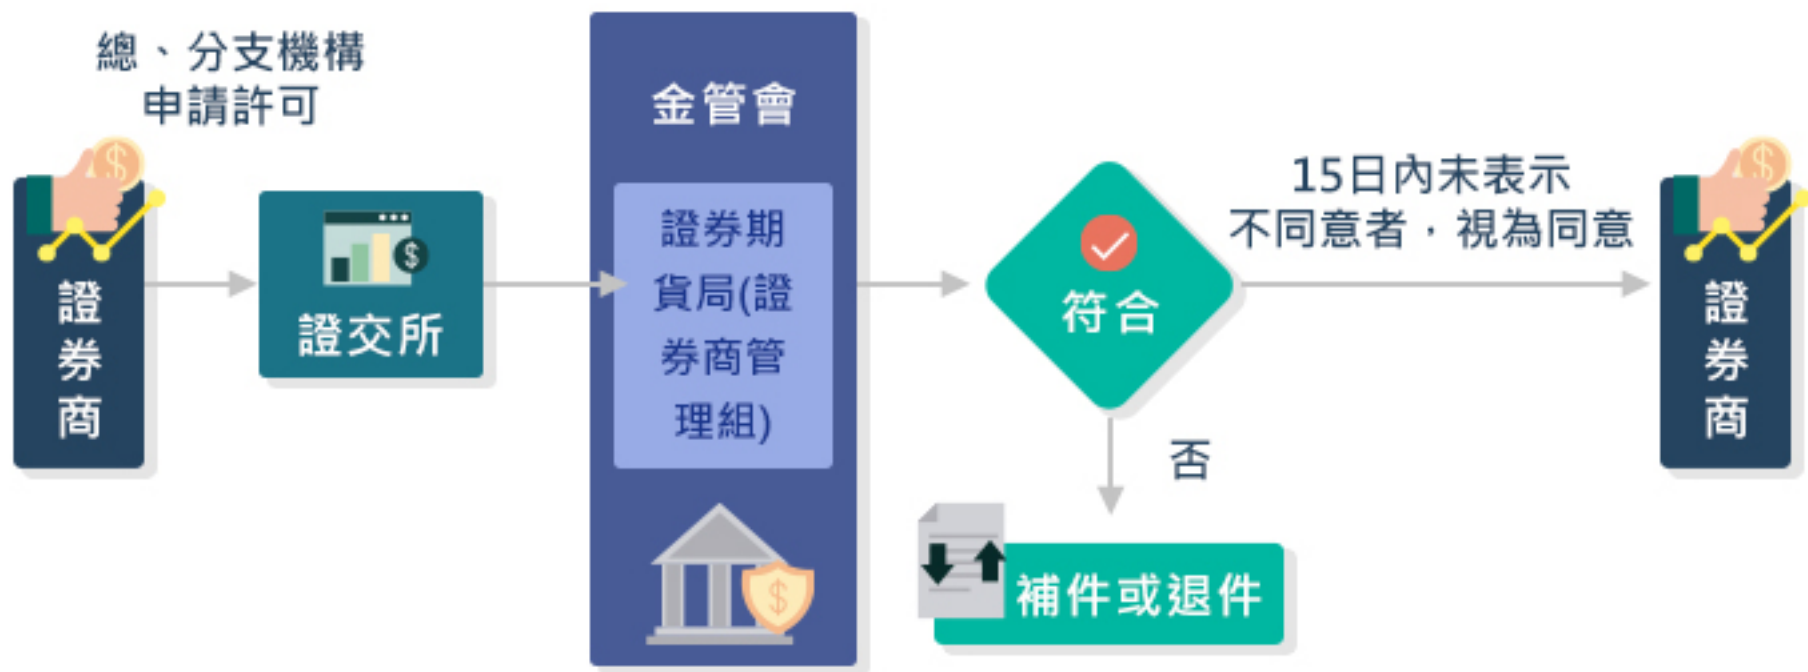 總、分支機構
申請許可
證券商
證交所
金管會
證券期
貨局(證
券商管
理組)
符合
15日內未表示
不同意者，視為同意
否
補件或退件
證券商